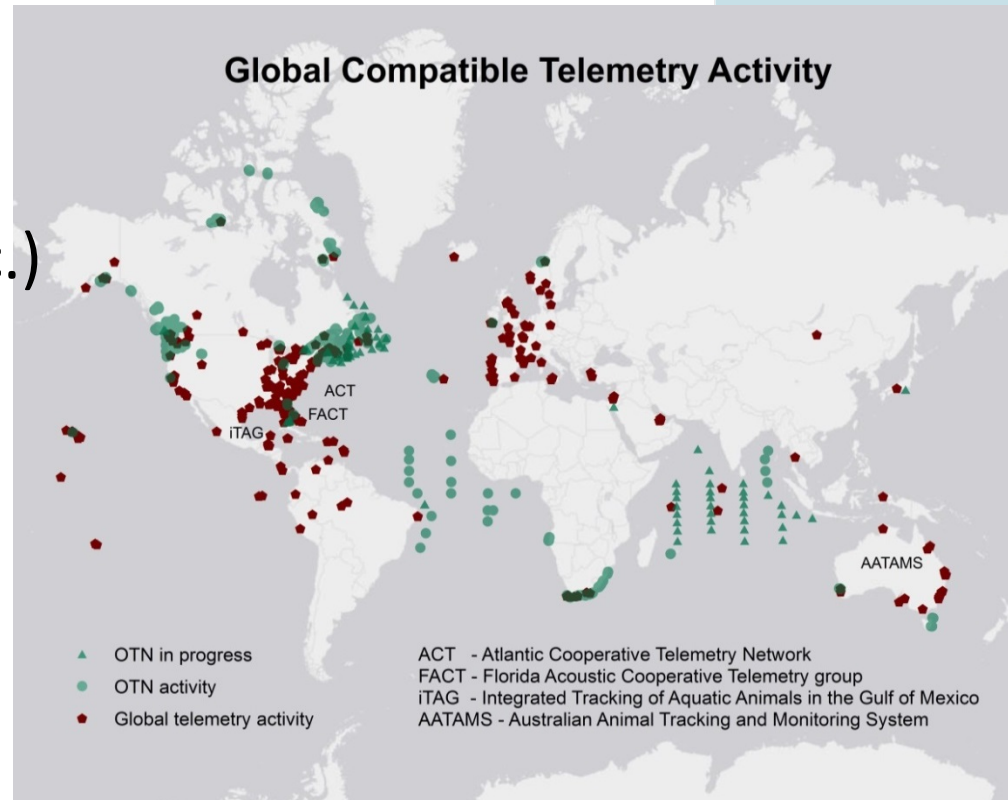 Global Compatible Telemetry Activity
.)
ACT
FACT
iTAG
AATAMS
OTN in progress
OTN activity
Global telemetry activity
ACT - Atlantic Cooperative Telemetry Network
FACT - Florida Acoustic Cooperative Telemetry group
iTAG - Integrated Tracking of Aquatic Animals in the Gulf of Mexico
AATAMS - Australian Animal Tracking and Monitoring System